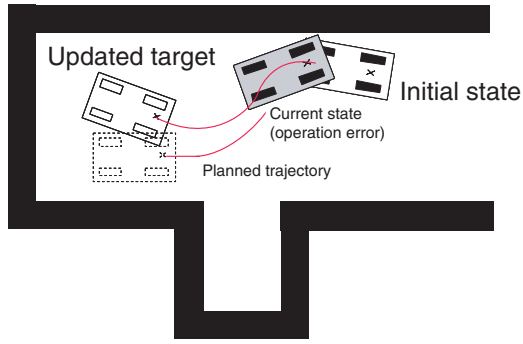 Updated target
Initial state
Current state
(operation error)
Planned trajectory